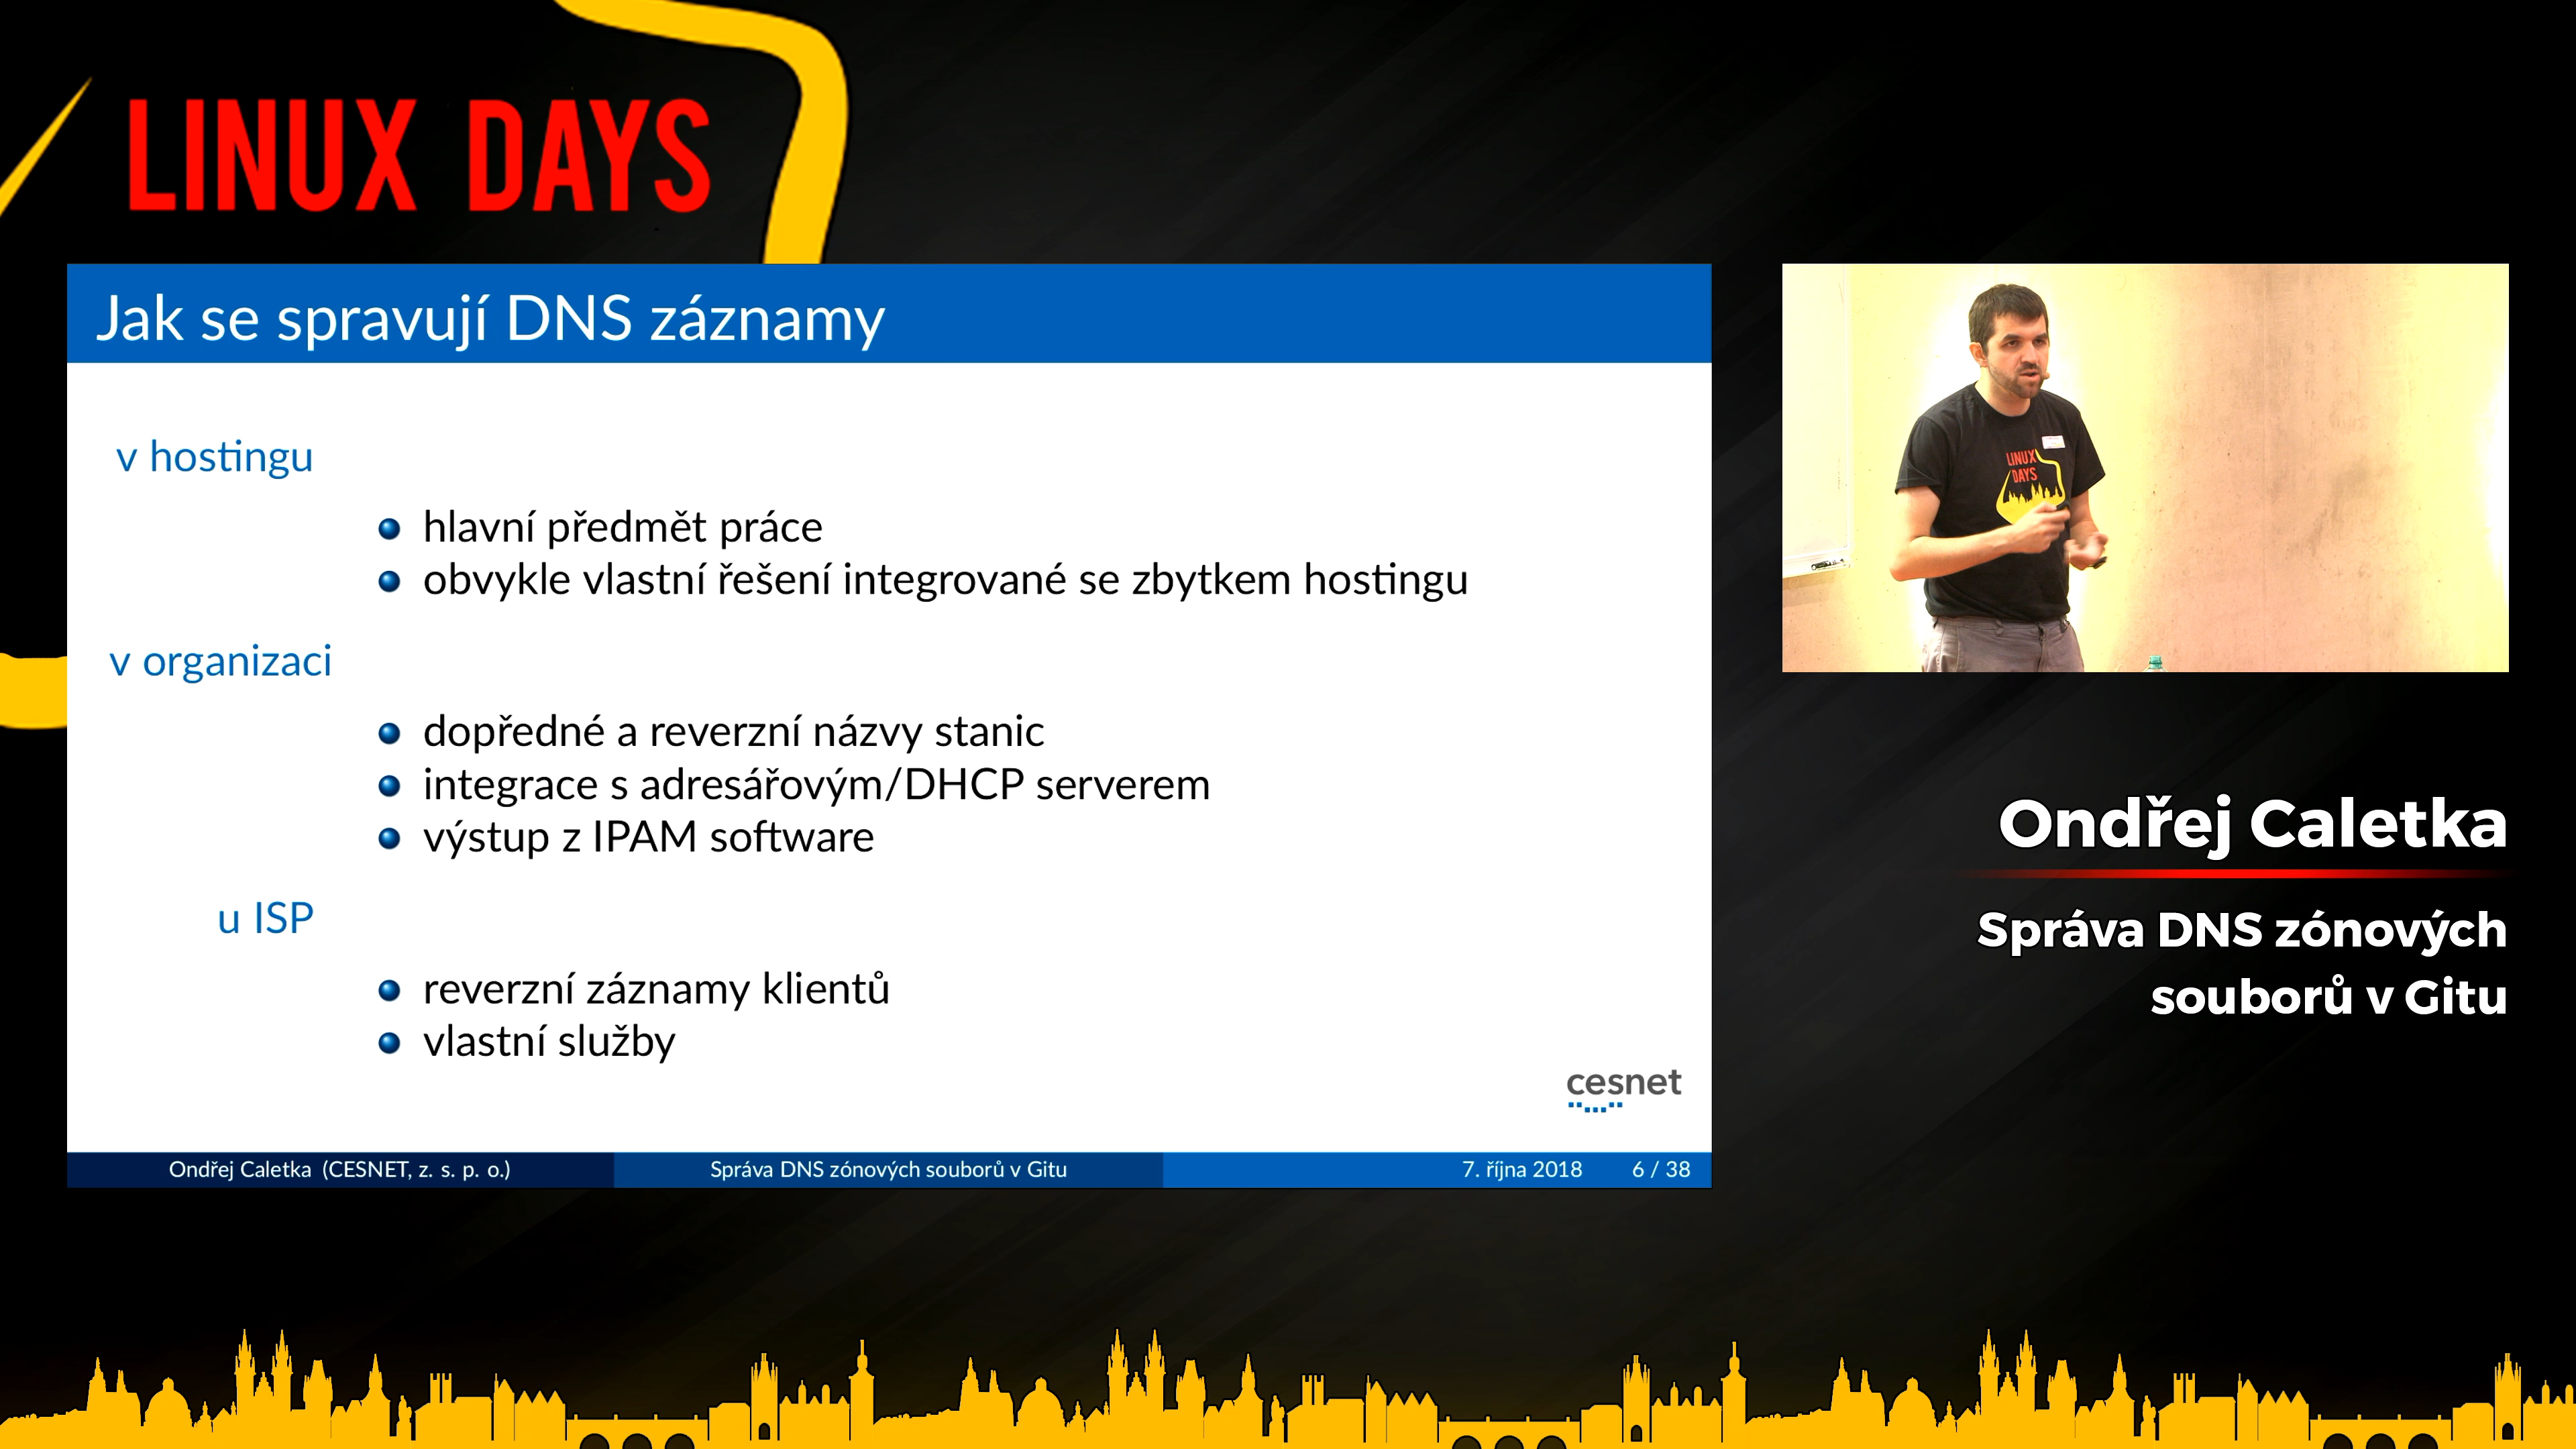 LINUX DAYS
Jak se spravují DNS záznamy
v hostingu
hlavní předmět práce
obvykle vlastní řešení integrované se zbytkem hostingu
v organizaci
dopředné a reverzní názvy stanic
integrace s adresářovým/DHCP serverem
výstup z IPAM software
u ISP
reverzní záznamy klientů
vlastní služby
cesnet
Ondřej Caletka (CESNET, z. s. p. o.)
Správa DNS zónových souborů v Gitu
7. října 2018
6 / 38
LINUX
DAYS
Ondřej Caletka
Správa DNS zónových
souborů v Gitu